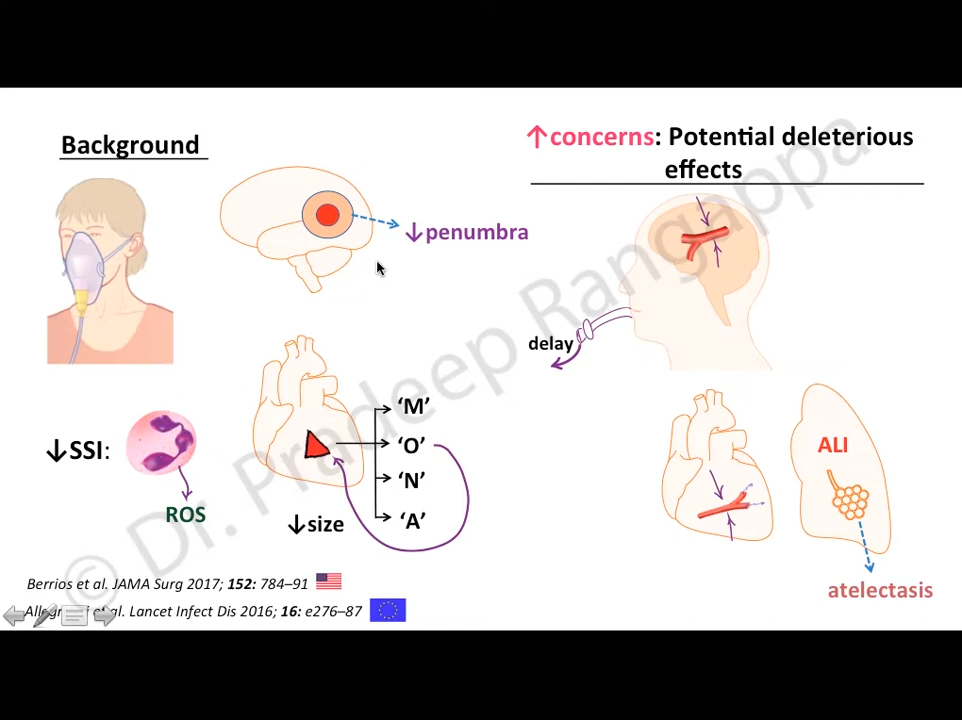 Background
↑concerns: Potential deleterious
effects
↓penumbra
delay
↓SSI:
ROS
'M'
'O'
'N'
'A'
↓size
ALI
atelectasis
Berrios et al. JAMA Surg 2017; 152: 784–91
et al. Lancet Infect Dis 2016; 16: e276–87
© Dr. Pradeep Rangappa